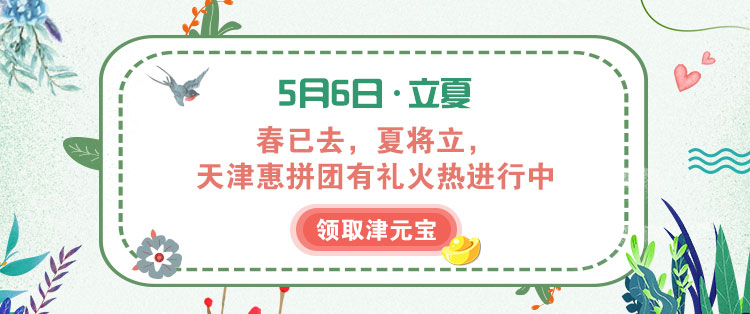 5月6日·立夏
春已去，夏将立，
天津惠拼团有礼火热进行中
领取津元宝